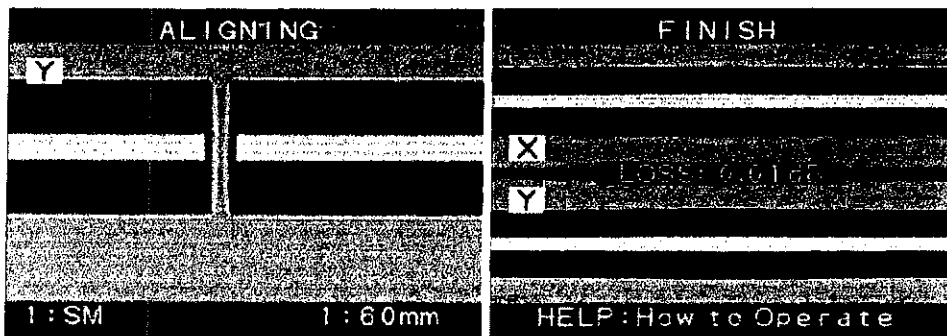 ALIGNING
Y
1:SM 1:60mm
FINISH
X
LOSS: 0.01dB
Y
HELP:How to Operate